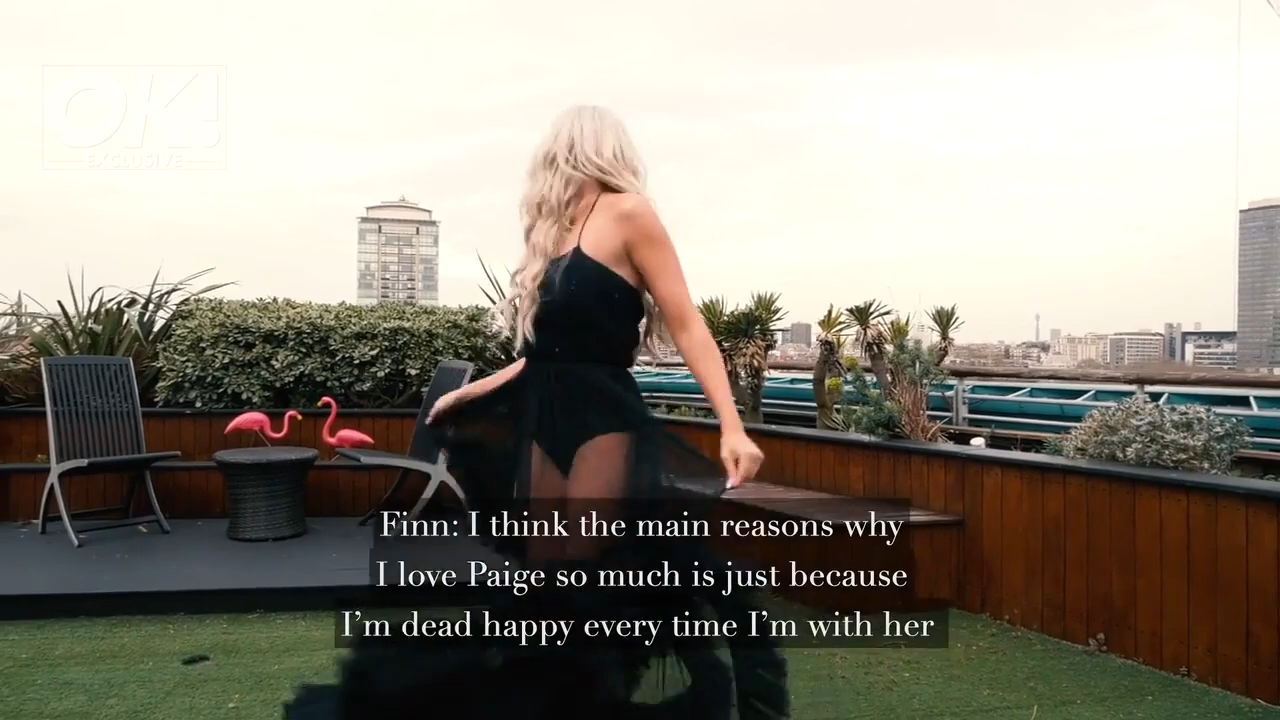 OK!
EXCLUSIVE
Finn: I think the main reasons why
I love Paige so much is just because
I'm dead happy every time I'm with her